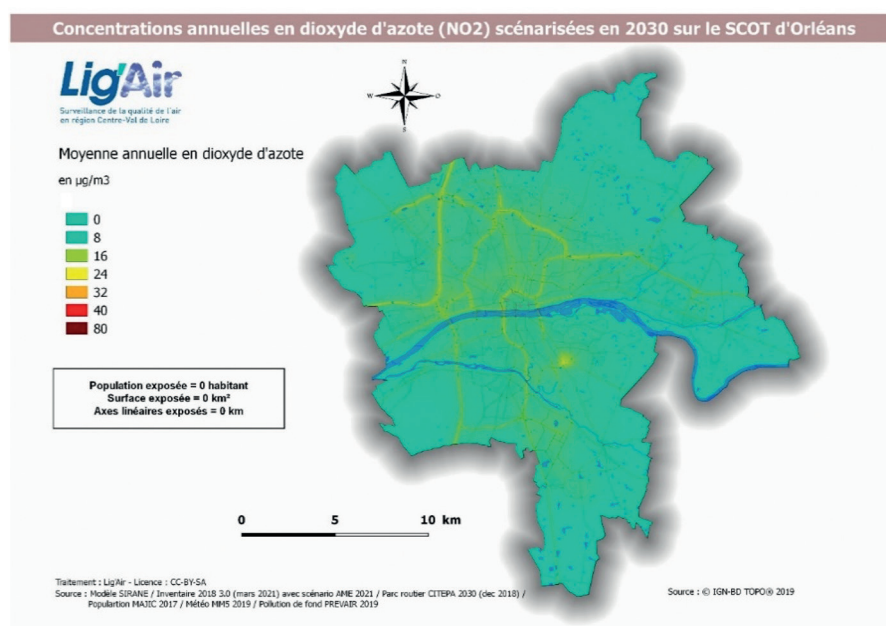 Concentrations annuelles en dioxyde d'azote (NO2) scénarisées en 2030 sur le SCOT d'Orléans
Lig'Air
Surveillance de la qualité de l'air
en région Centre-Val de Loire
N
W
O
S
Moyenne annuelle en dioxyde d'azote
en µg/m3
0
8
16
24
32
40
80
Population exposée = 0 habitant
Surface exposée = 0 km²
Axes linéaires exposés = 0 km
0 5 10 km
Traitement : Lig'Air - Licence : CC-BY-SA
Source : Modèle SIRANE / Inventaire 2018 3.0 (mars 2021) avec scénario AME 2021 / Parc routier CITEPA 2030 (dec 2018) /
Population MAJIC 2017 / Météo MM5 2019 / Pollution de fond PREVAIR 2019
Source : © IGN-BD TOPO® 2019